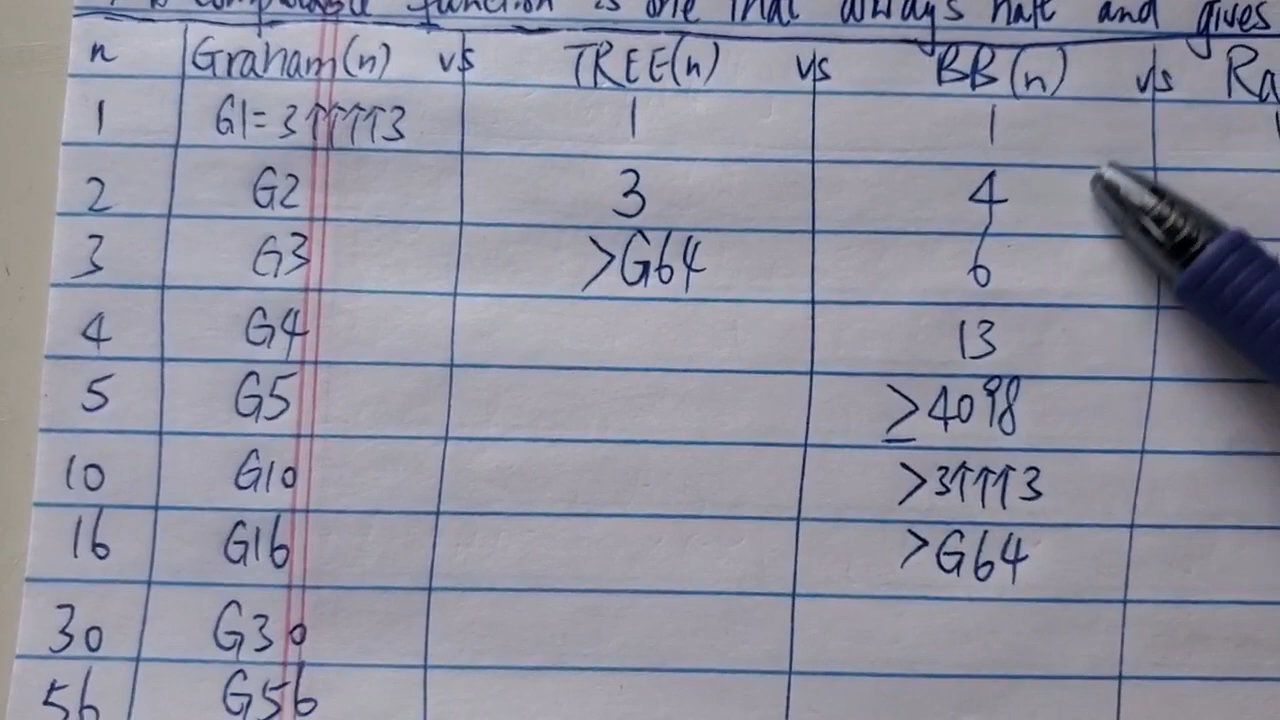 computable function is one that always halt and gives
n Graham(n) vs TREE(n) vs BB(n) vs Ra
1 G1=3↑↑↑↑3 1 1
2 G2 3 4
3 G3 >G64 6
4 G4 13
5 G5 ≥4098
10 G10 >3↑↑↑3
16 G16 >G64
30 G30
56 G56